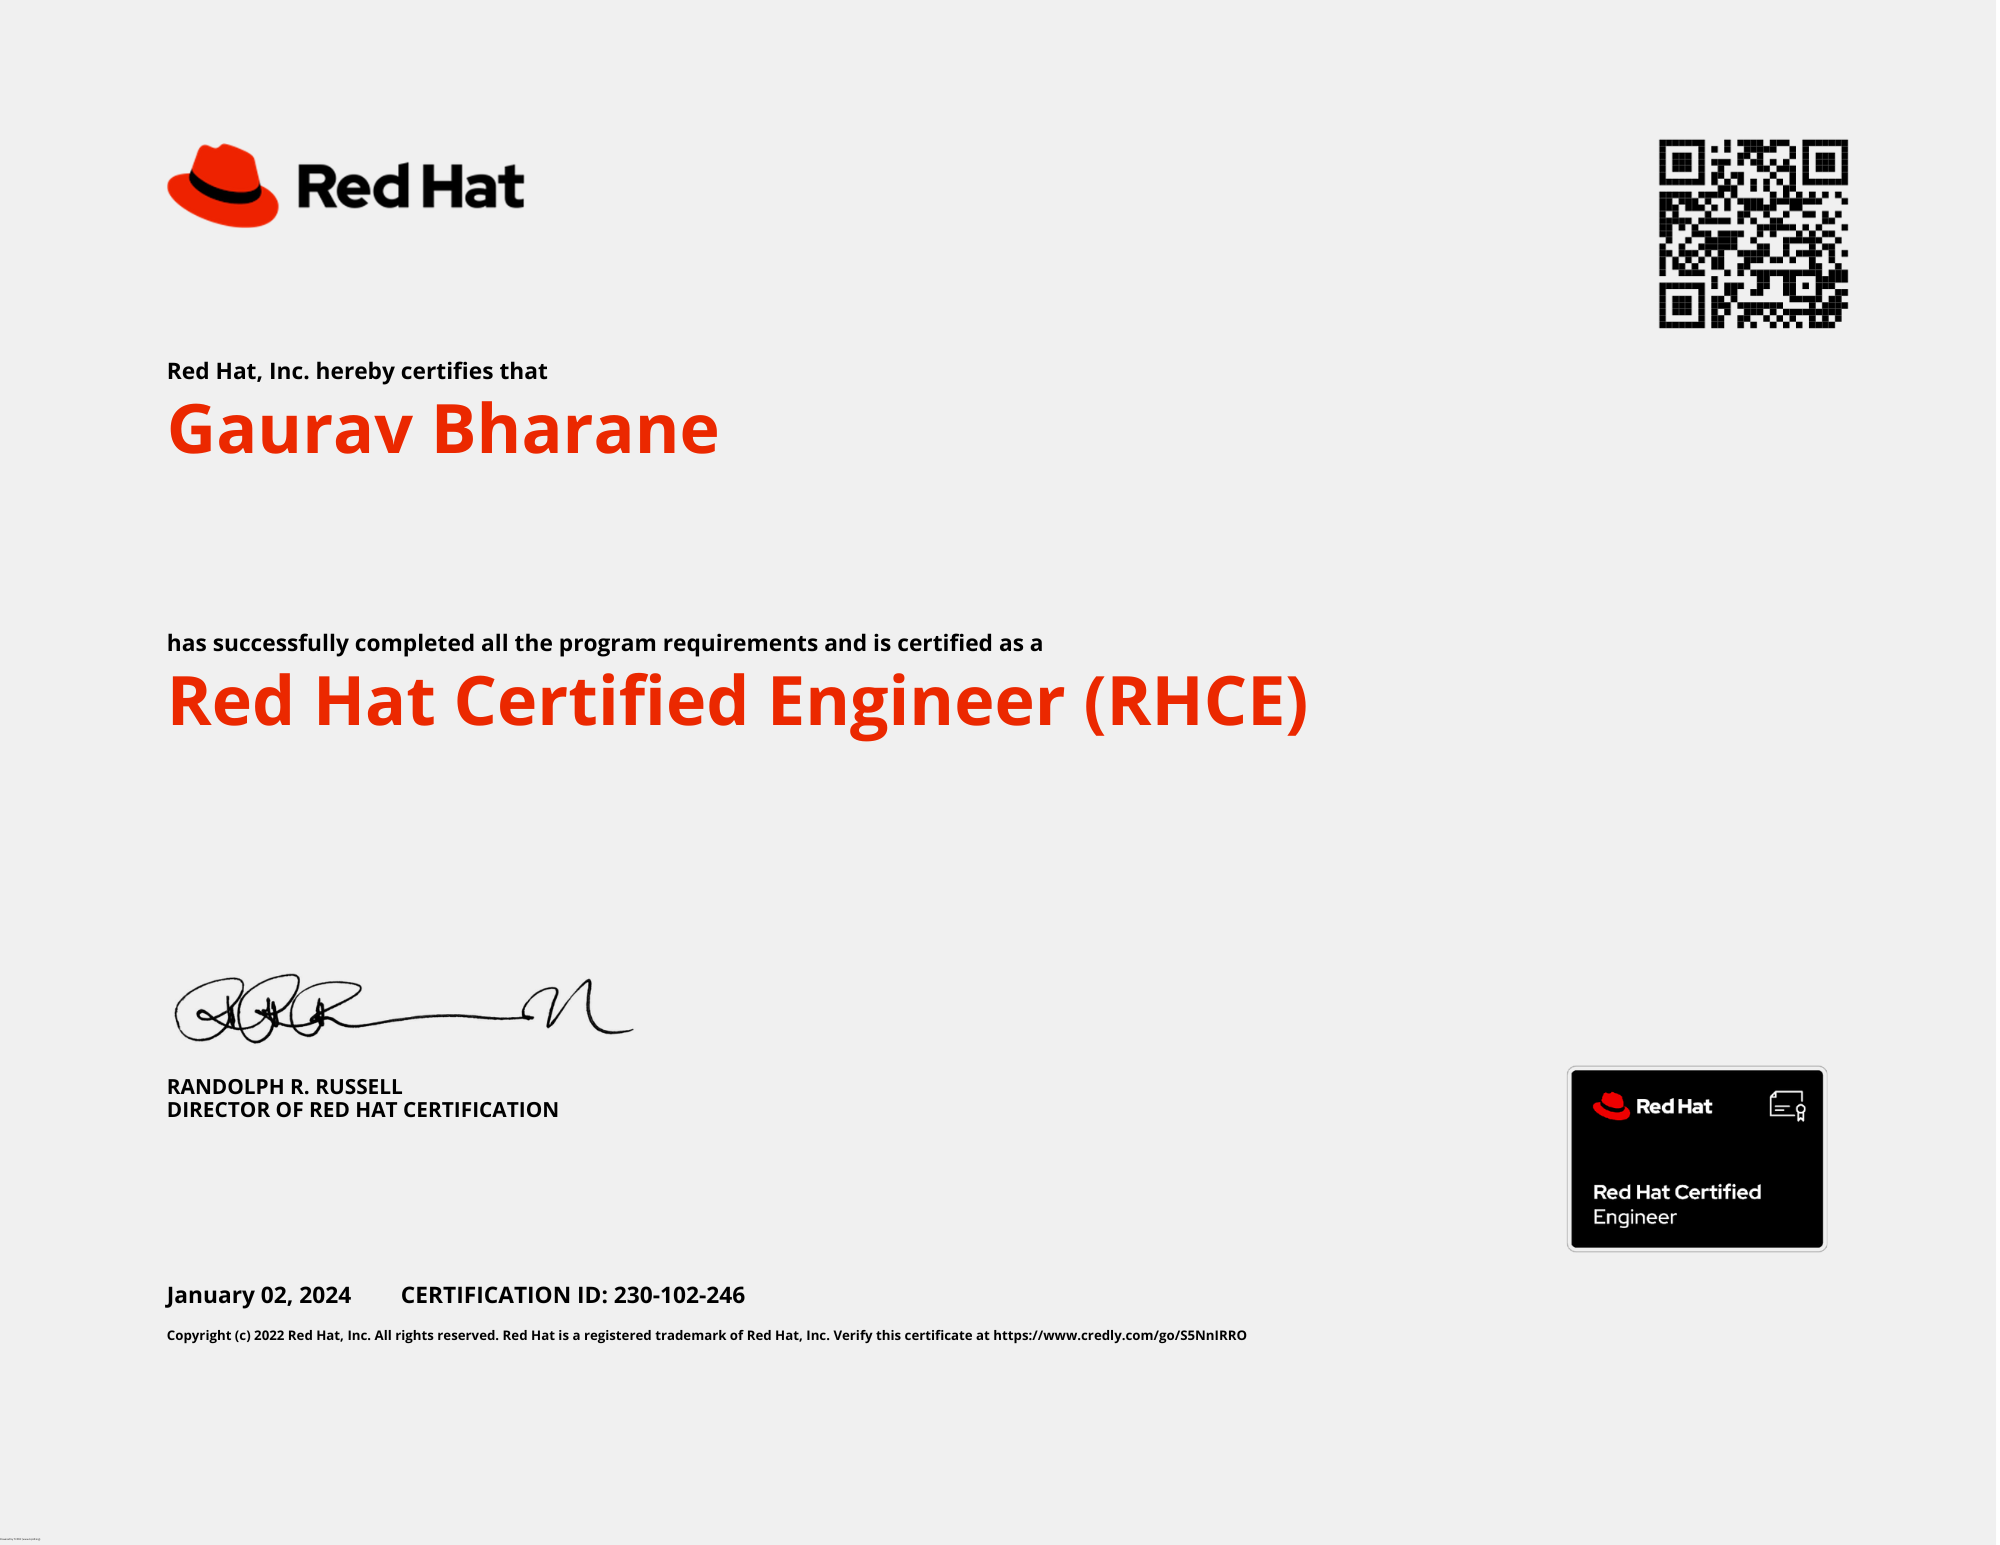 Red Hat
Red Hat, Inc. hereby certifies that
Gaurav Bharane
has successfully completed all the program requirements and is certified as a
Red Hat Certified Engineer (RHCE)
RANDOLPH R. RUSSELL
DIRECTOR OF RED HAT CERTIFICATION
Red Hat
Red Hat Certified
Engineer
January 02, 2024 CERTIFICATION ID: 230-102-246
Copyright (c) 2022 Red Hat, Inc. All rights reserved. Red Hat is a registered trademark of Red Hat, Inc. Verify this certificate at https://www.credly.com/go/S5NnIRRO